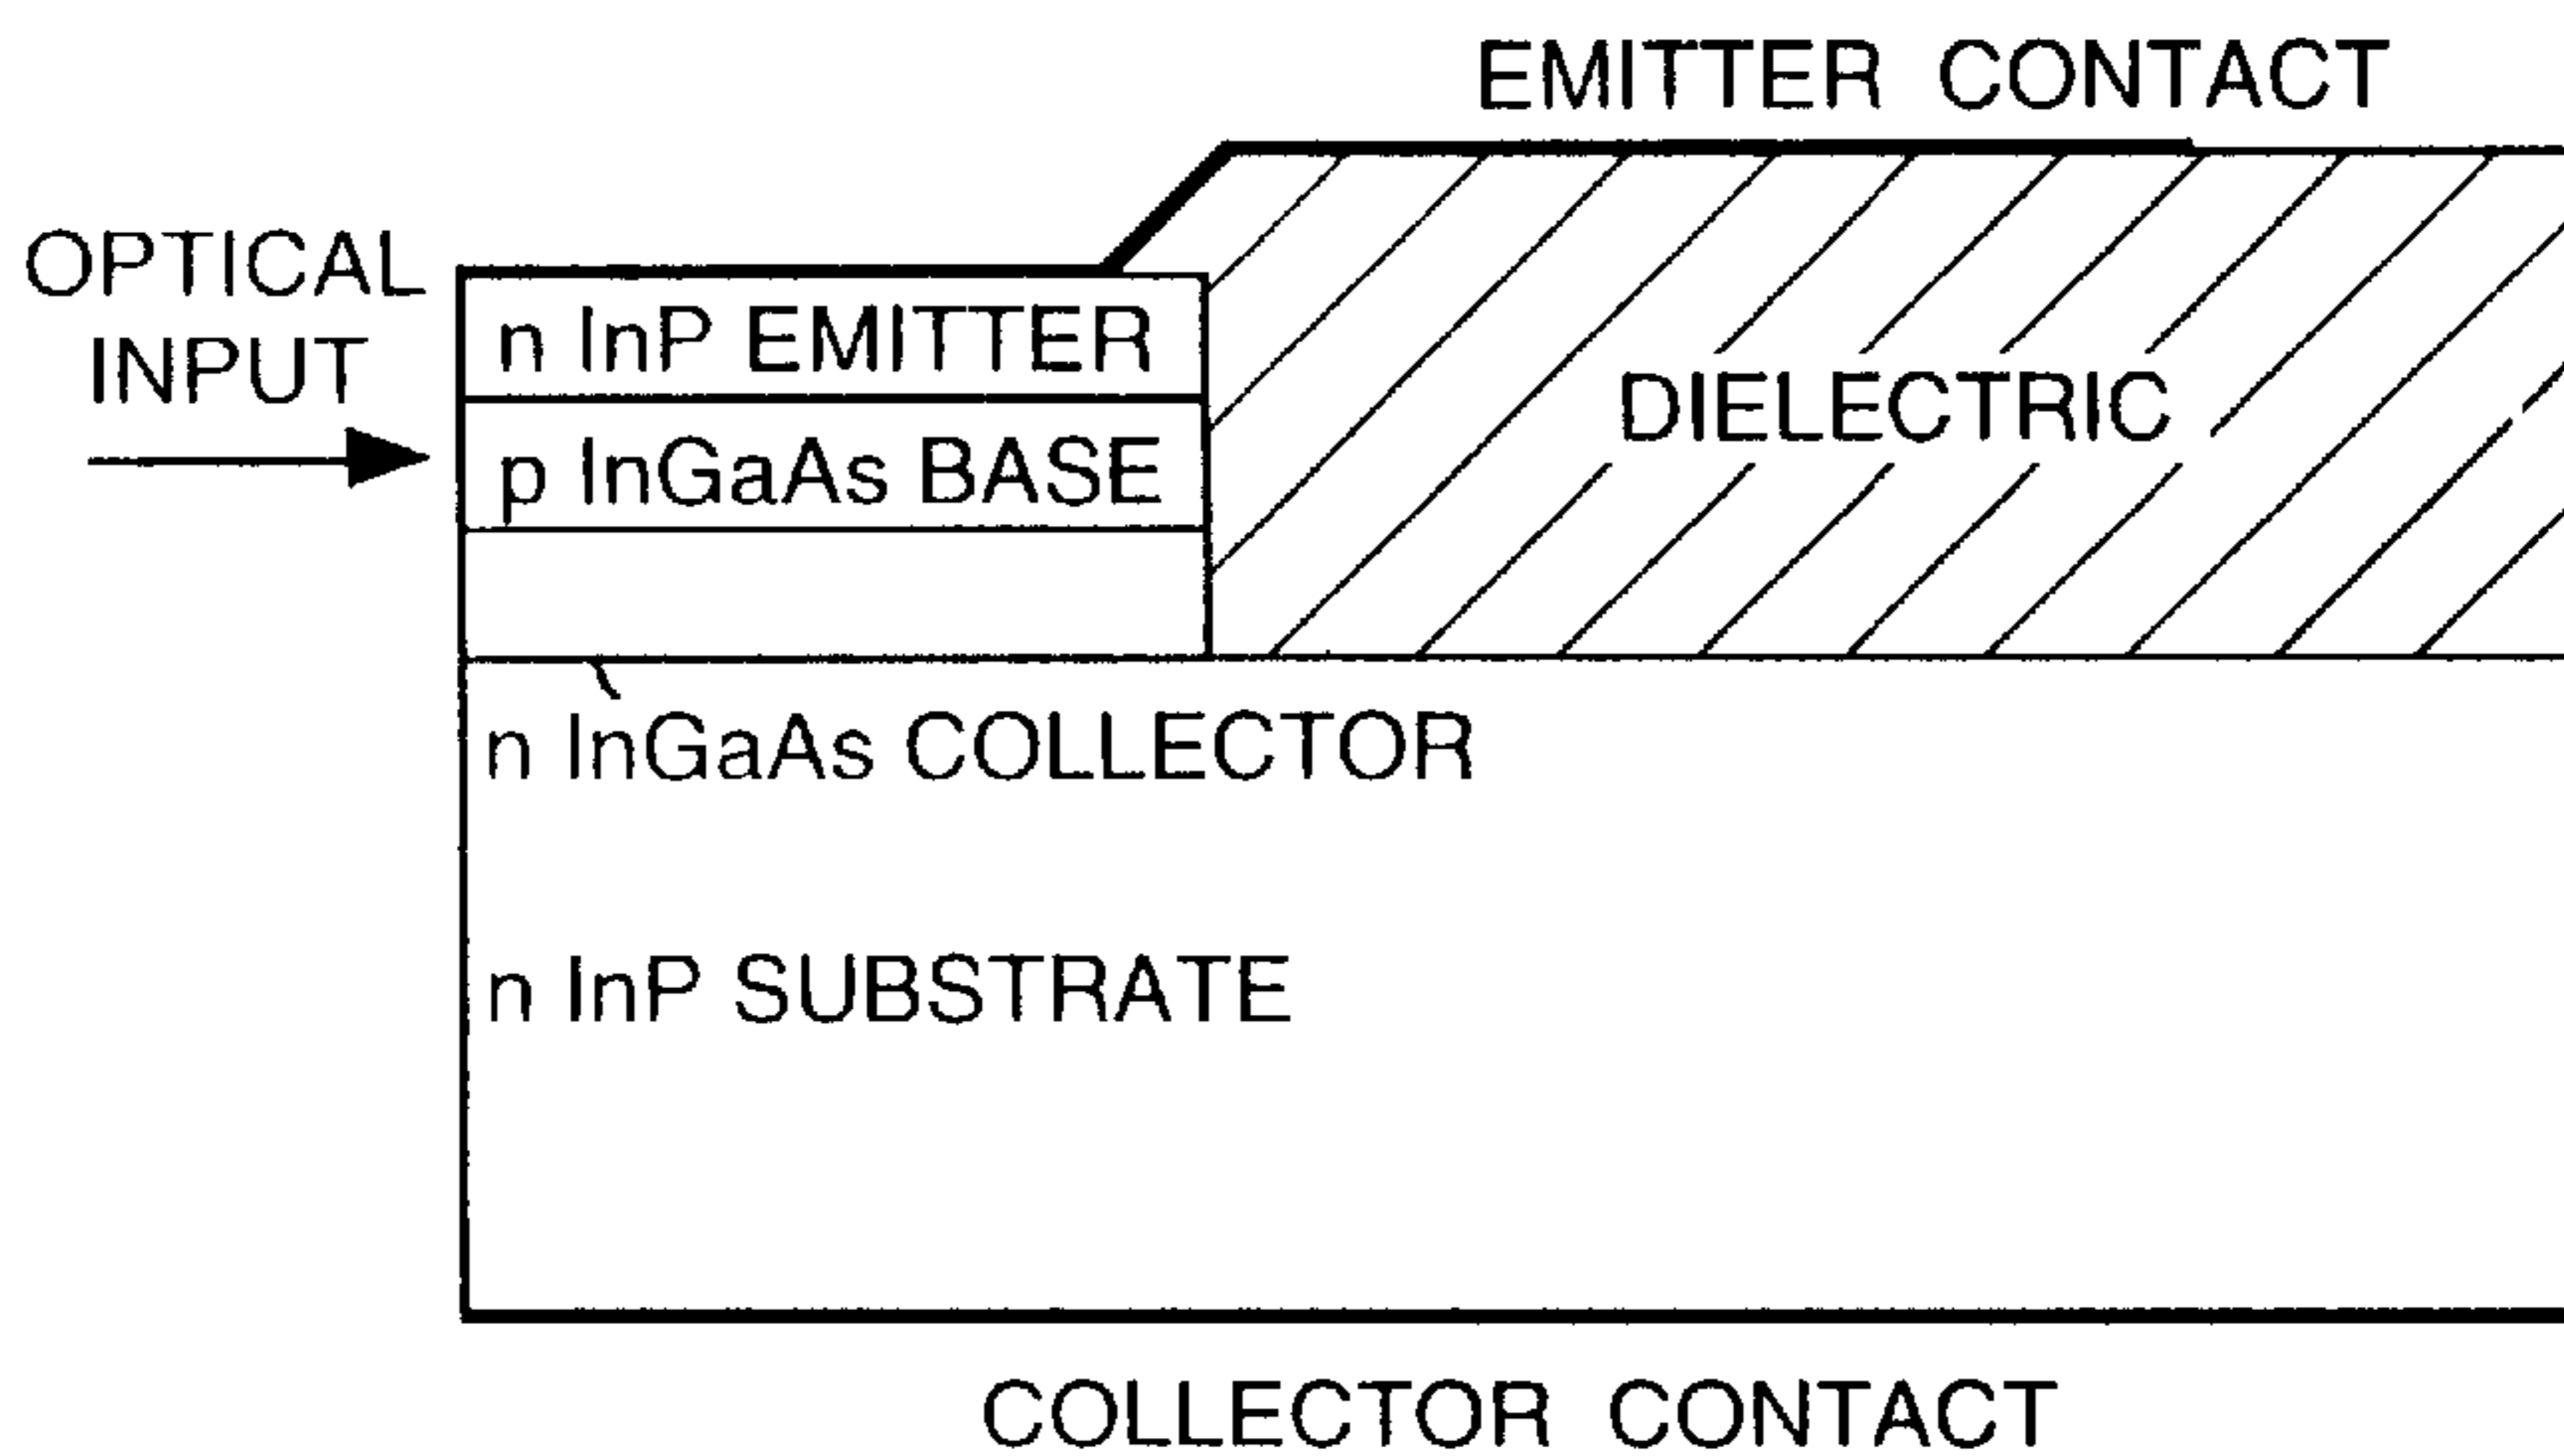 EMITTER CONTACT
OPTICAL
INPUT
n InP EMITTER
p InGaAs BASE
DIELECTRIC
n InGaAs COLLECTOR
n InP SUBSTRATE
COLLECTOR CONTACT